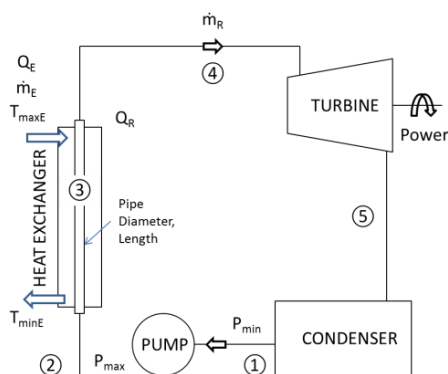 ṁR
④
QE
ṁE
TmaxE
QR
TURBINE
Power
HEAT EXCHANGER
③
Pipe
Diameter,
Length
⑤
TminE
Pmin
PUMP
CONDENSER
②
Pmax
①